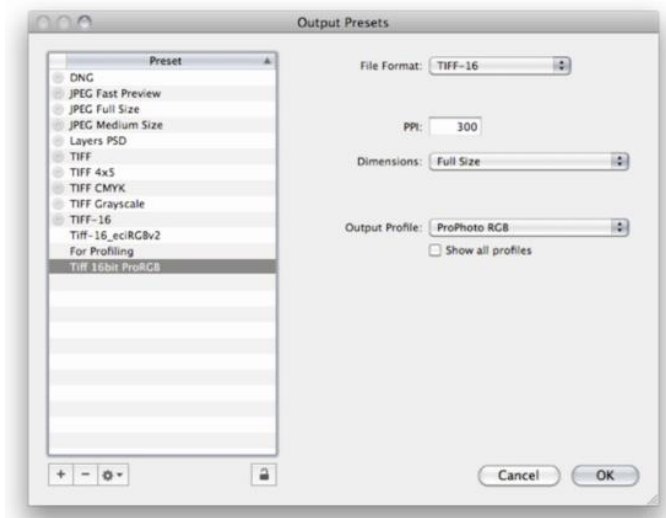 Output Presets
Preset
DNG
JPEG Fast Preview
JPEG Full Size
JPEG Medium Size
Layers PSD
TIFF
TIFF 4x5
TIFF CMYK
TIFF Grayscale
TIFF-16
Tiff-16_eciRGBv2
For Profiling
Tiff 16bit ProRGB
File Format: TIFF-16
PPI: 300
Dimensions: Full Size
Output Profile: ProPhoto RGB
Show all profiles
Cancel OK